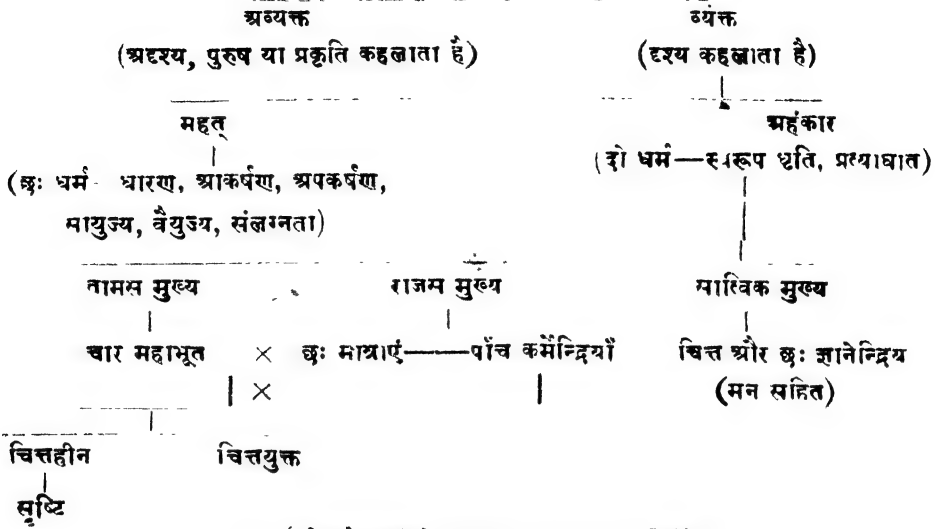 अव्यक्त व्यक्त
(अदृश्य, पुरुष या प्रकृति कहलाता है) (दृश्य कहलाता है)
महत् अहंकार
(छः धर्म- धारण, आकर्षण, अपकर्षण, (दो धर्म—स्वरूप धृति, प्रत्याघात)
सायुज्य, वैयुज्य, संलग्नता)
तामस मुख्य राजस मुख्य सात्विक मुख्य
चार महाभूत × छः मात्राएं——पाँच कर्मेन्द्रियाँ चित्त और छः ज्ञानेन्द्रिय
× (मन सहित)
चित्तहीन चित्तयुक्त
सृष्टि